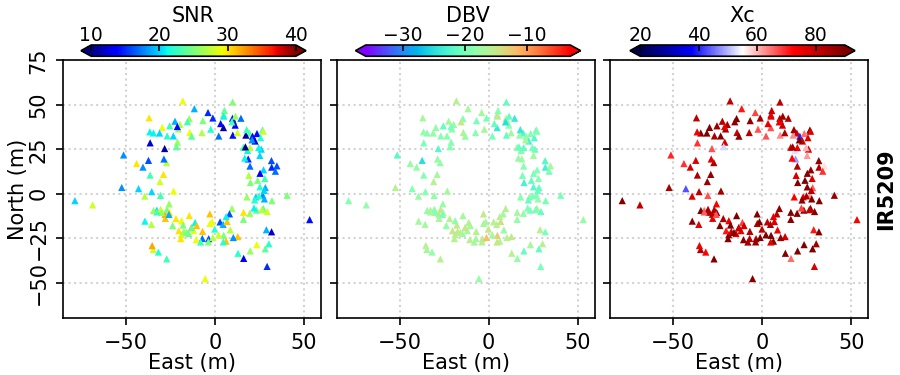 SNR DBV Xc
10 20 30 40 −30 −20 −10 20 40 60 80
75
50
25
0
−25
−50
North (m)
−50 0 50 −50 0 50 −50 0 50
East (m) East (m) East (m)
IR5209